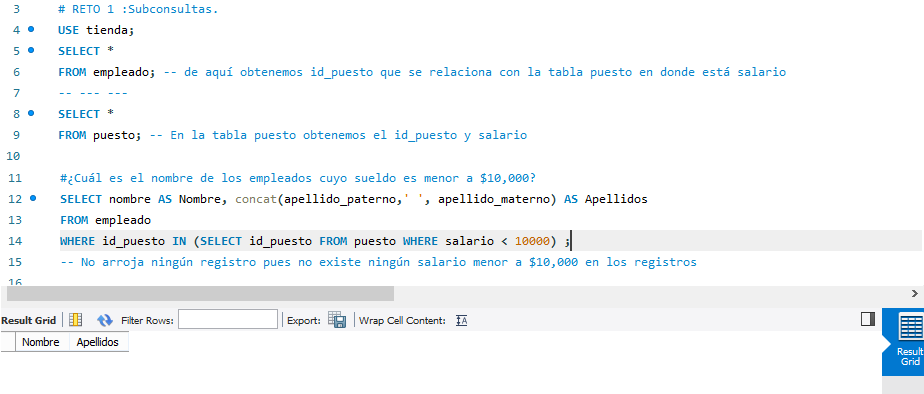 3 # RETO 1 :Subconsultas.
4 USE tienda;
5 SELECT *
6 FROM empleado; -- de aquí obtenemos id_puesto que se relaciona con la tabla puesto en donde está salario
7 -- --- ---
8 SELECT *
9 FROM puesto; -- En la tabla puesto obtenemos el id_puesto y salario
10
11 #¿Cuál es el nombre de los empleados cuyo sueldo es menor a $10,000?
12 SELECT nombre AS Nombre, concat(apellido_paterno,' ', apellido_materno) AS Apellidos
13 FROM empleado
14 WHERE id_puesto IN (SELECT id_puesto FROM puesto WHERE salario < 10000) ;
15 -- No arroja ningún registro pues no existe ningún salario menor a $10,000 en los registros
16
Result Grid Filter Rows: Export: Wrap Cell Content:
Nombre Apellidos
Result
Grid